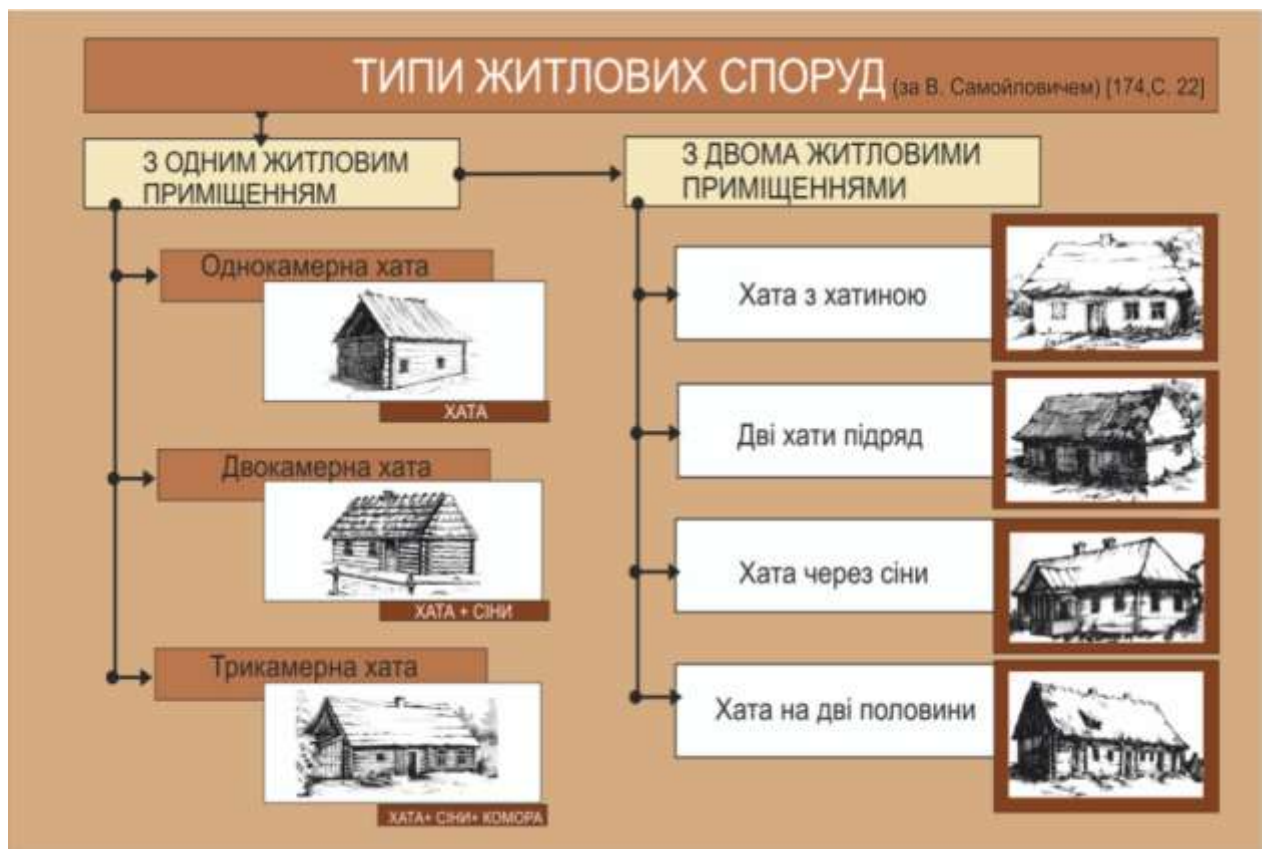 ТИПИ ЖИТЛОВИХ СПОРУД (за В. Самойловичем) [174,С. 22]
З ОДНИМ ЖИТЛОВИМ
ПРИМІЩЕННЯМ
Однокамерна хата
ХАТА
Двокамерна хата
ХАТА + СІНИ
Трикамерна хата
ХАТА+ СІНИ+ КОМОРА
З ДВОМА ЖИТЛОВИМИ
ПРИМІЩЕННЯМИ
Хата з хатиною
Дві хати підряд
Хата через сіни
Хата на дві половини